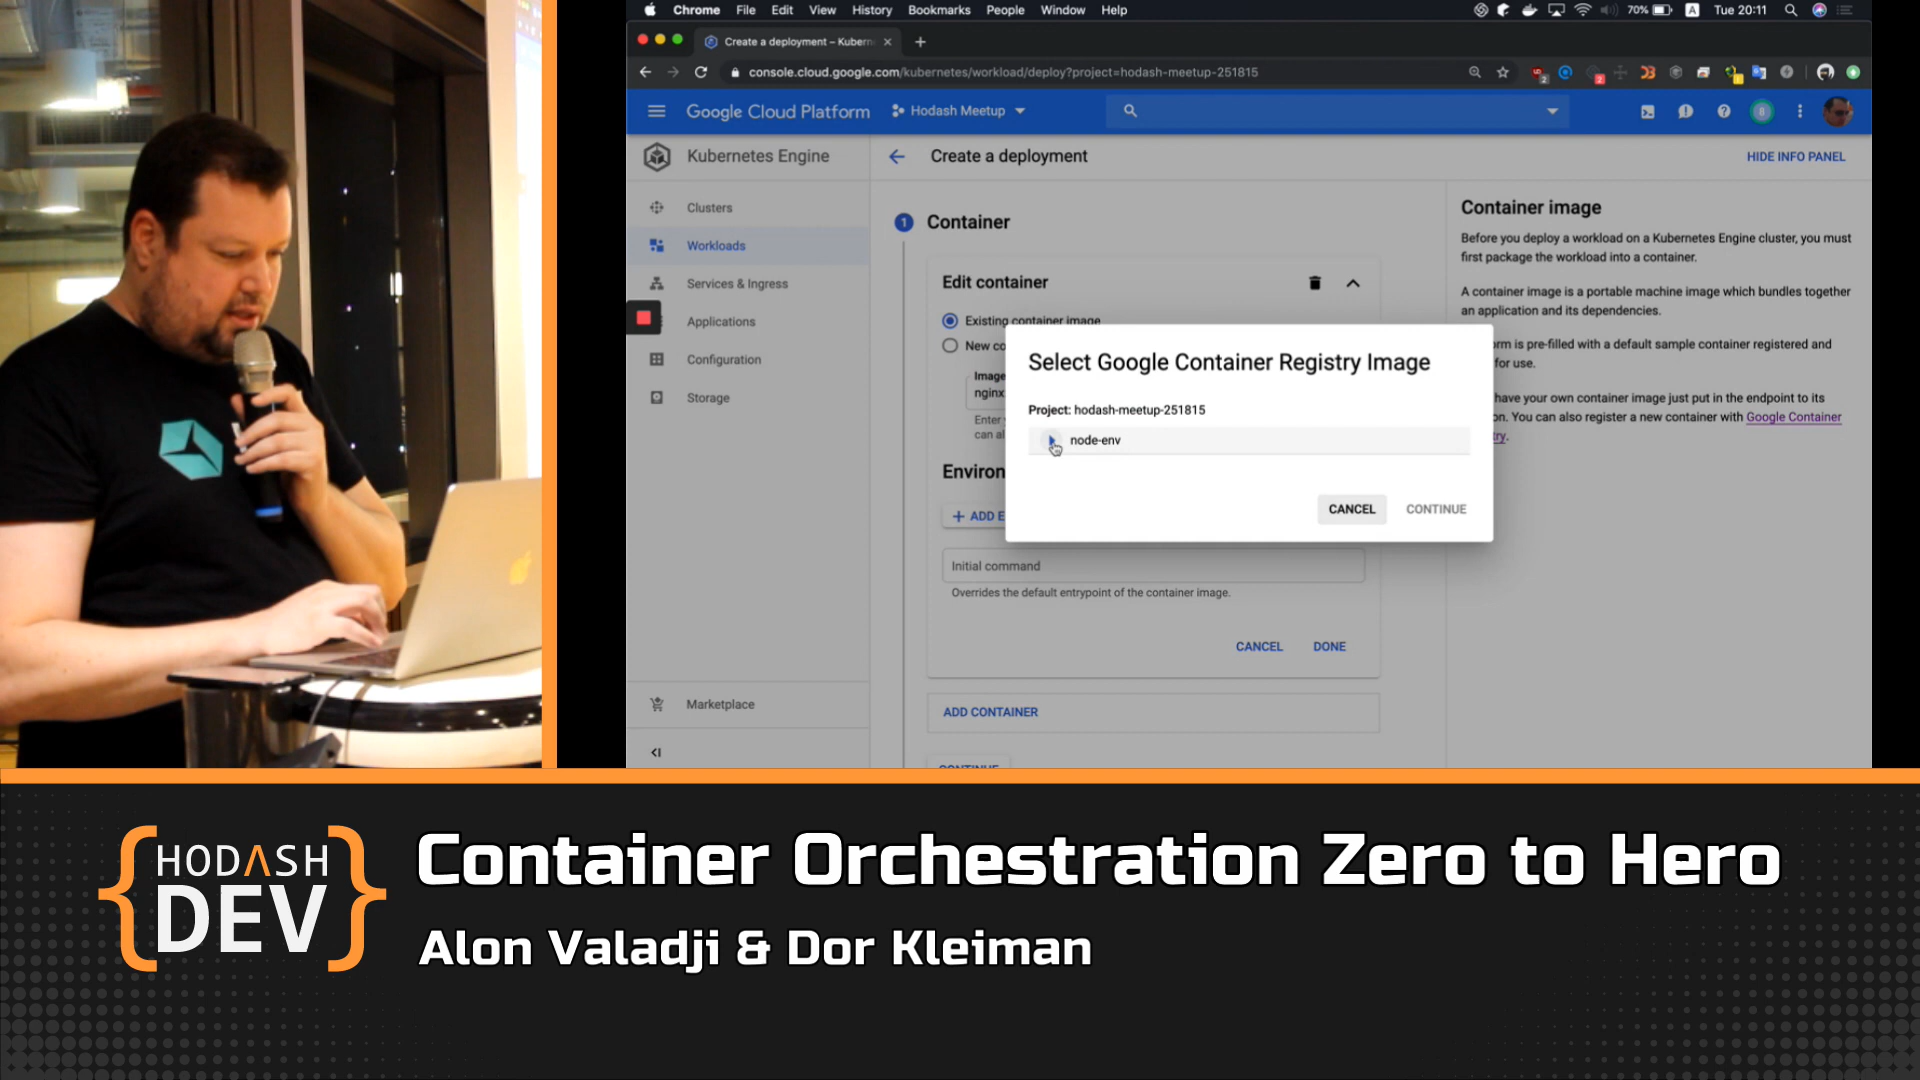 Chrome File Edit View History Bookmarks People Window Help
70% A Tue 20:11
Create a deployment – Kubern
console.cloud.google.com/kubernetes/workload/deploy?project=hodash-meetup-251815
Google Cloud Platform Hodash Meetup
8
Kubernetes Engine
Create a deployment
HIDE INFO PANEL
Clusters
Workloads
Services & Ingress
Applications
Configuration
Storage
Marketplace
1 Container
Edit container
Existing container image
New co
Image
nginx
Enter
can al
Environ
+ ADD E
Initial command
Overrides the default entrypoint of the container image.
CANCEL DONE
ADD CONTAINER
CONTINUE
Select Google Container Registry Image
Project: hodash-meetup-251815
node-env
CANCEL CONTINUE
Container image
Before you deploy a workload on a Kubernetes Engine cluster, you must
first package the workload into a container.
A container image is a portable machine image which bundles together
an application and its dependencies.
rm is pre-filled with a default sample container registered and
for use.
have your own container image just put in the endpoint to its
on. You can also register a new container with Google Container
ry.
{HODASH
DEV}
Container Orchestration Zero to Hero
Alon Valadji & Dor Kleiman